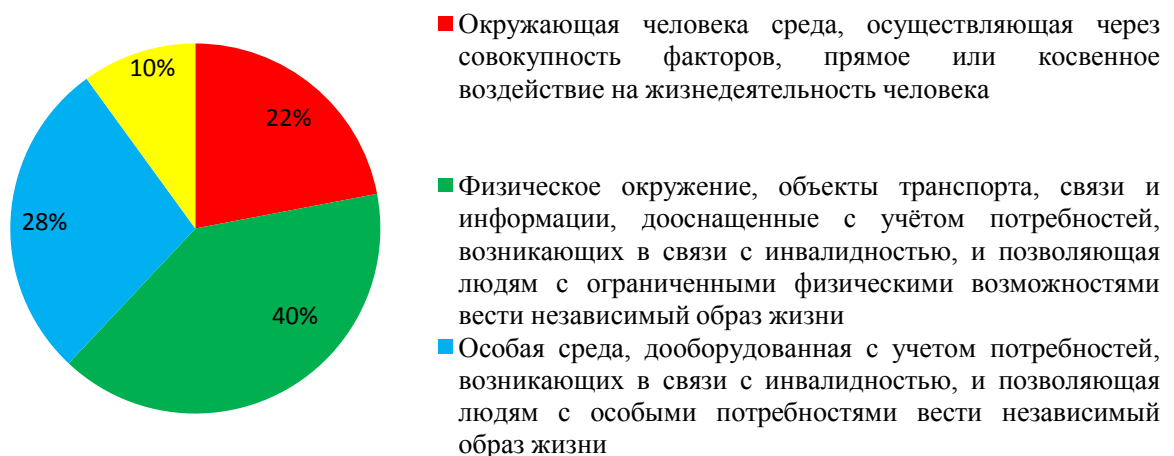 10%
22%
28%
40%
Окружающая человека среда, осуществляющая через
совокупность факторов, прямое или косвенное
воздействие на жизнедеятельность человека
Физическое окружение, объекты транспорта, связи и
информации, дооснащенные с учётом потребностей,
возникающих в связи с инвалидностью, и позволяющая
людям с ограниченными физическими возможностями
вести независимый образ жизни
Особая среда, дооборудованная с учетом потребностей,
возникающих в связи с инвалидностью, и позволяющая
людям с особыми потребностями вести независимый
образ жизни